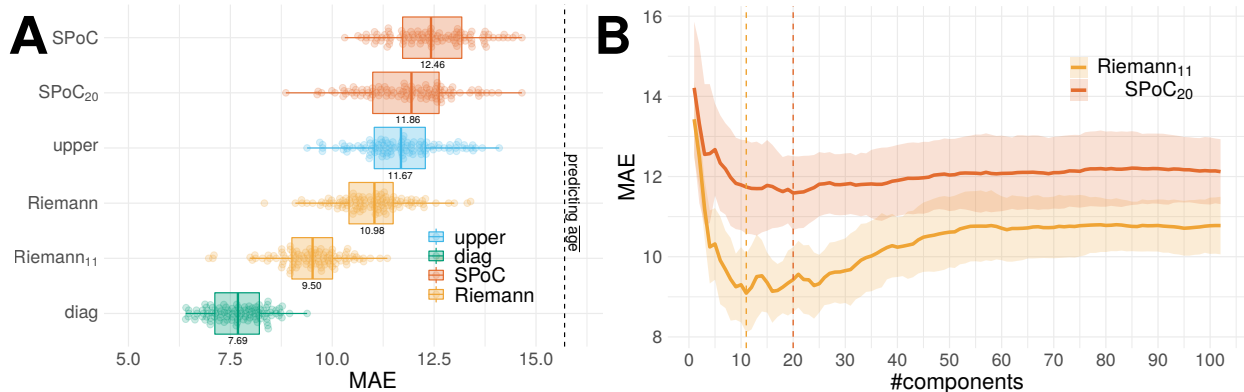 A
SPoC
12.46
SPoC₂₀
11.86
upper
11.67
Riemann
10.98
Riemann₁₁
9.50
diag
7.69
predicting age
upper
diag
SPoC
Riemann
5.0 7.5 10.0 12.5 15.0
MAE
B
16
14
12
10
8
MAE
Riemann₁₁
SPoC₂₀
0 10 20 30 40 50 60 70 80 90 100
#components